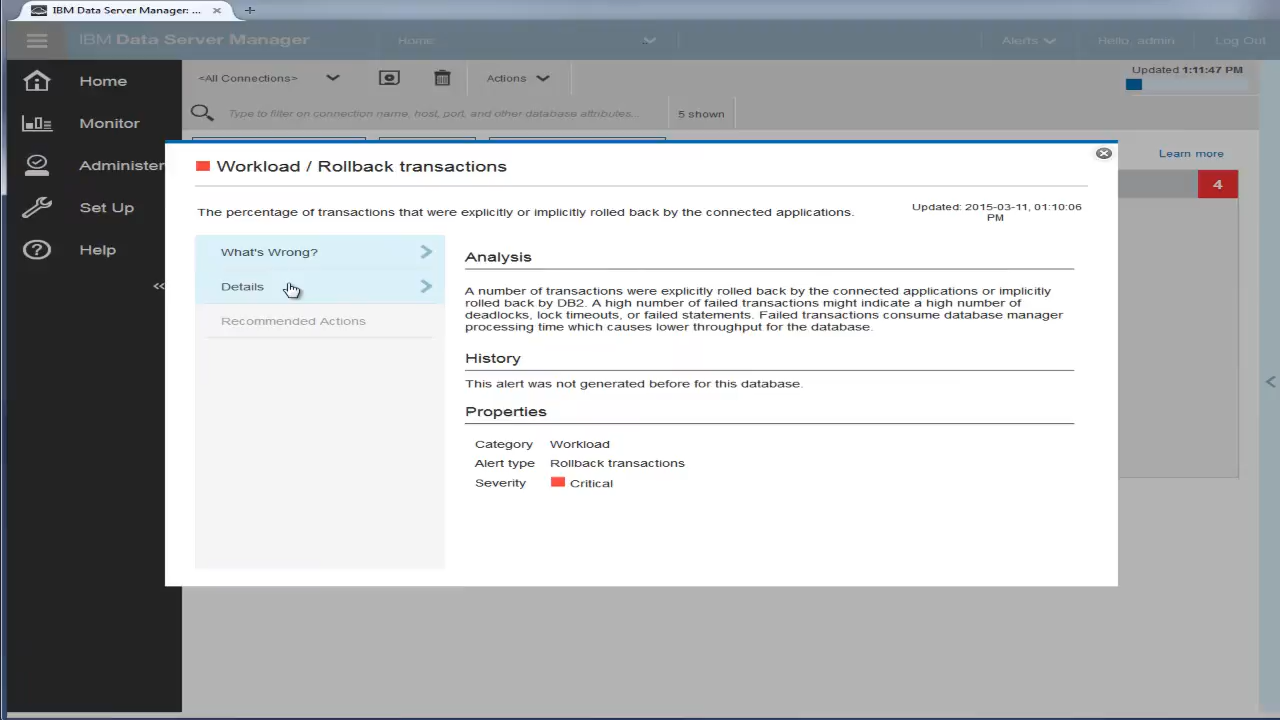 IBM Data Server Manager: ...
IBM Data Server Manager
Home
Alerts
Hello, admin
Log Out
Home
Monitor
Administer
Set Up
Help
<All Connections>
Actions
Updated 1:11:47 PM
Type to filter on connection name, host, port, and other database attributes...
5 shown
Learn more
4
Workload / Rollback transactions
The percentage of transactions that were explicitly or implicitly rolled back by the connected applications.
Updated: 2015-03-11, 01:10:06
PM
What's Wrong?
Details
Recommended Actions
Analysis
A number of transactions were explicitly rolled back by the connected applications or implicitly
rolled back by DB2. A high number of failed transactions might indicate a high number of
deadlocks, lock timeouts, or failed statements. Failed transactions consume database manager
processing time which causes lower throughput for the database.
History
This alert was not generated before for this database.
Properties
Category Workload
Alert type Rollback transactions
Severity Critical